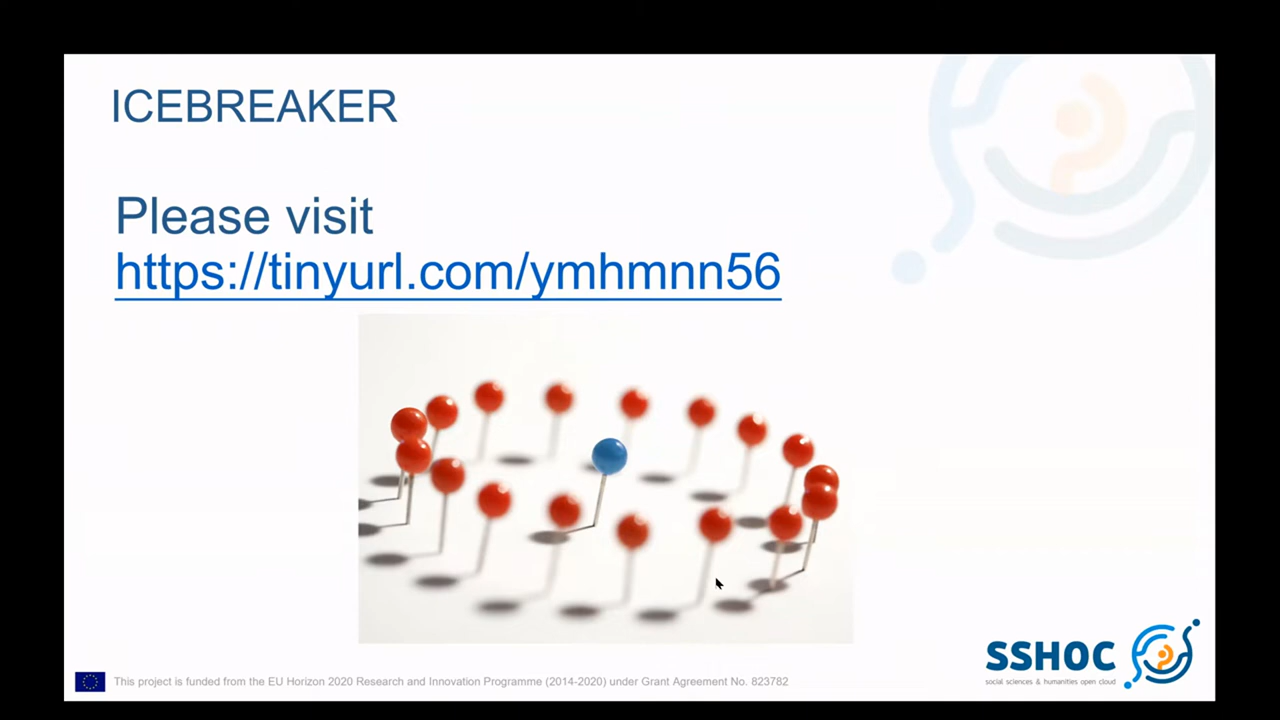 ICEBREAKER
Please visit
https://tinyurl.com/ymhmnn56
This project is funded from the EU Horizon 2020 Research and Innovation Programme (2014-2020) under Grant Agreement No. 823782
SSHOC
social sciences & humanities open cloud